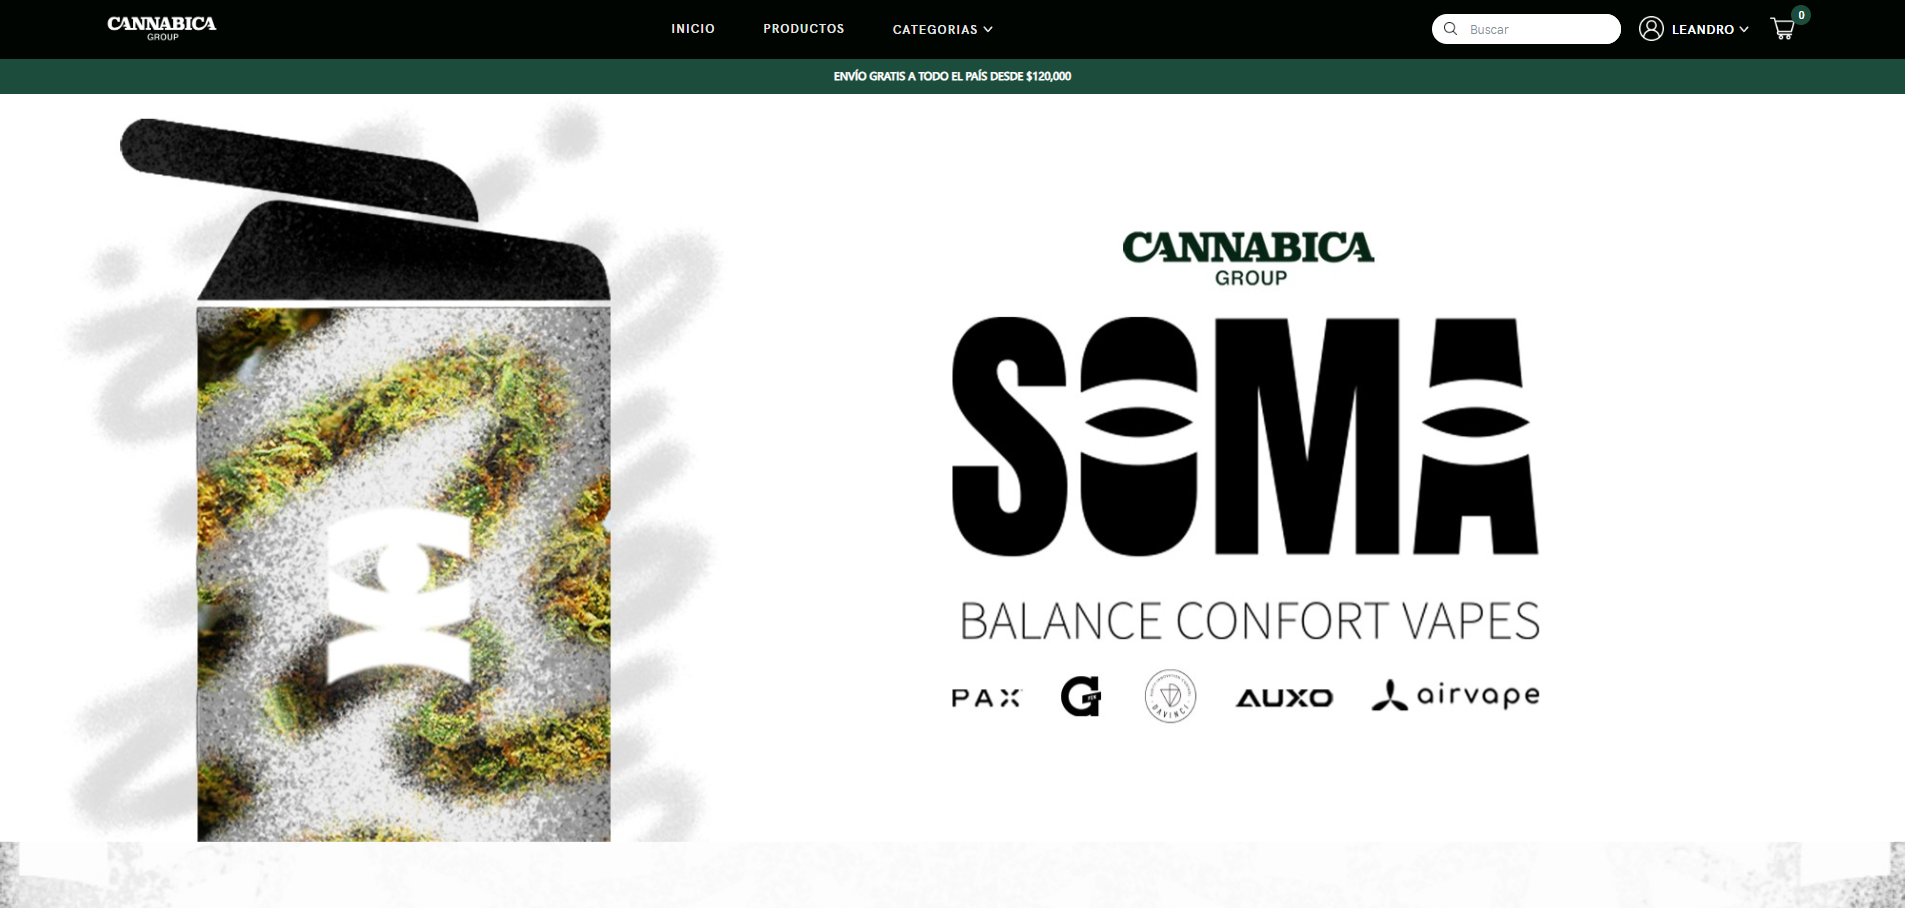 CANNABICA
GROUP
INICIO
PRODUCTOS
CATEGORIAS
Buscar
LEANDRO
0
ENVÍO GRATIS A TODO EL PAÍS DESDE $120,000
CANNABICA
GROUP
SOMA
BALANCE CONFORT VAPES
PAX
G
PEN
DAVINCI
AUXO
airvape